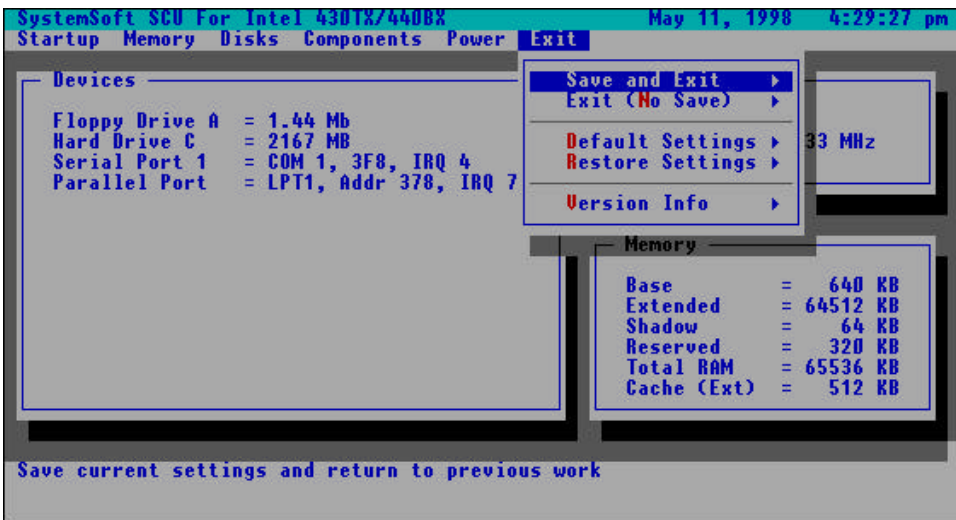 SystemSoft SCU For Intel 430TX/440BX May 11, 1998 4:29:27 pm
Startup Memory Disks Components Power Exit
Devices
Floppy Drive A = 1.44 Mb
Hard Drive C = 2167 MB
Serial Port 1 = COM 1, 3F8, IRQ 4
Parallel Port = LPT1, Addr 378, IRQ 7
Save and Exit
Exit (No Save)
Default Settings
Restore Settings
Version Info
33 MHz
Memory
Base = 640 KB
Extended = 64512 KB
Shadow = 64 KB
Reserved = 320 KB
Total RAM = 65536 KB
Cache (Ext) = 512 KB
Save current settings and return to previous work